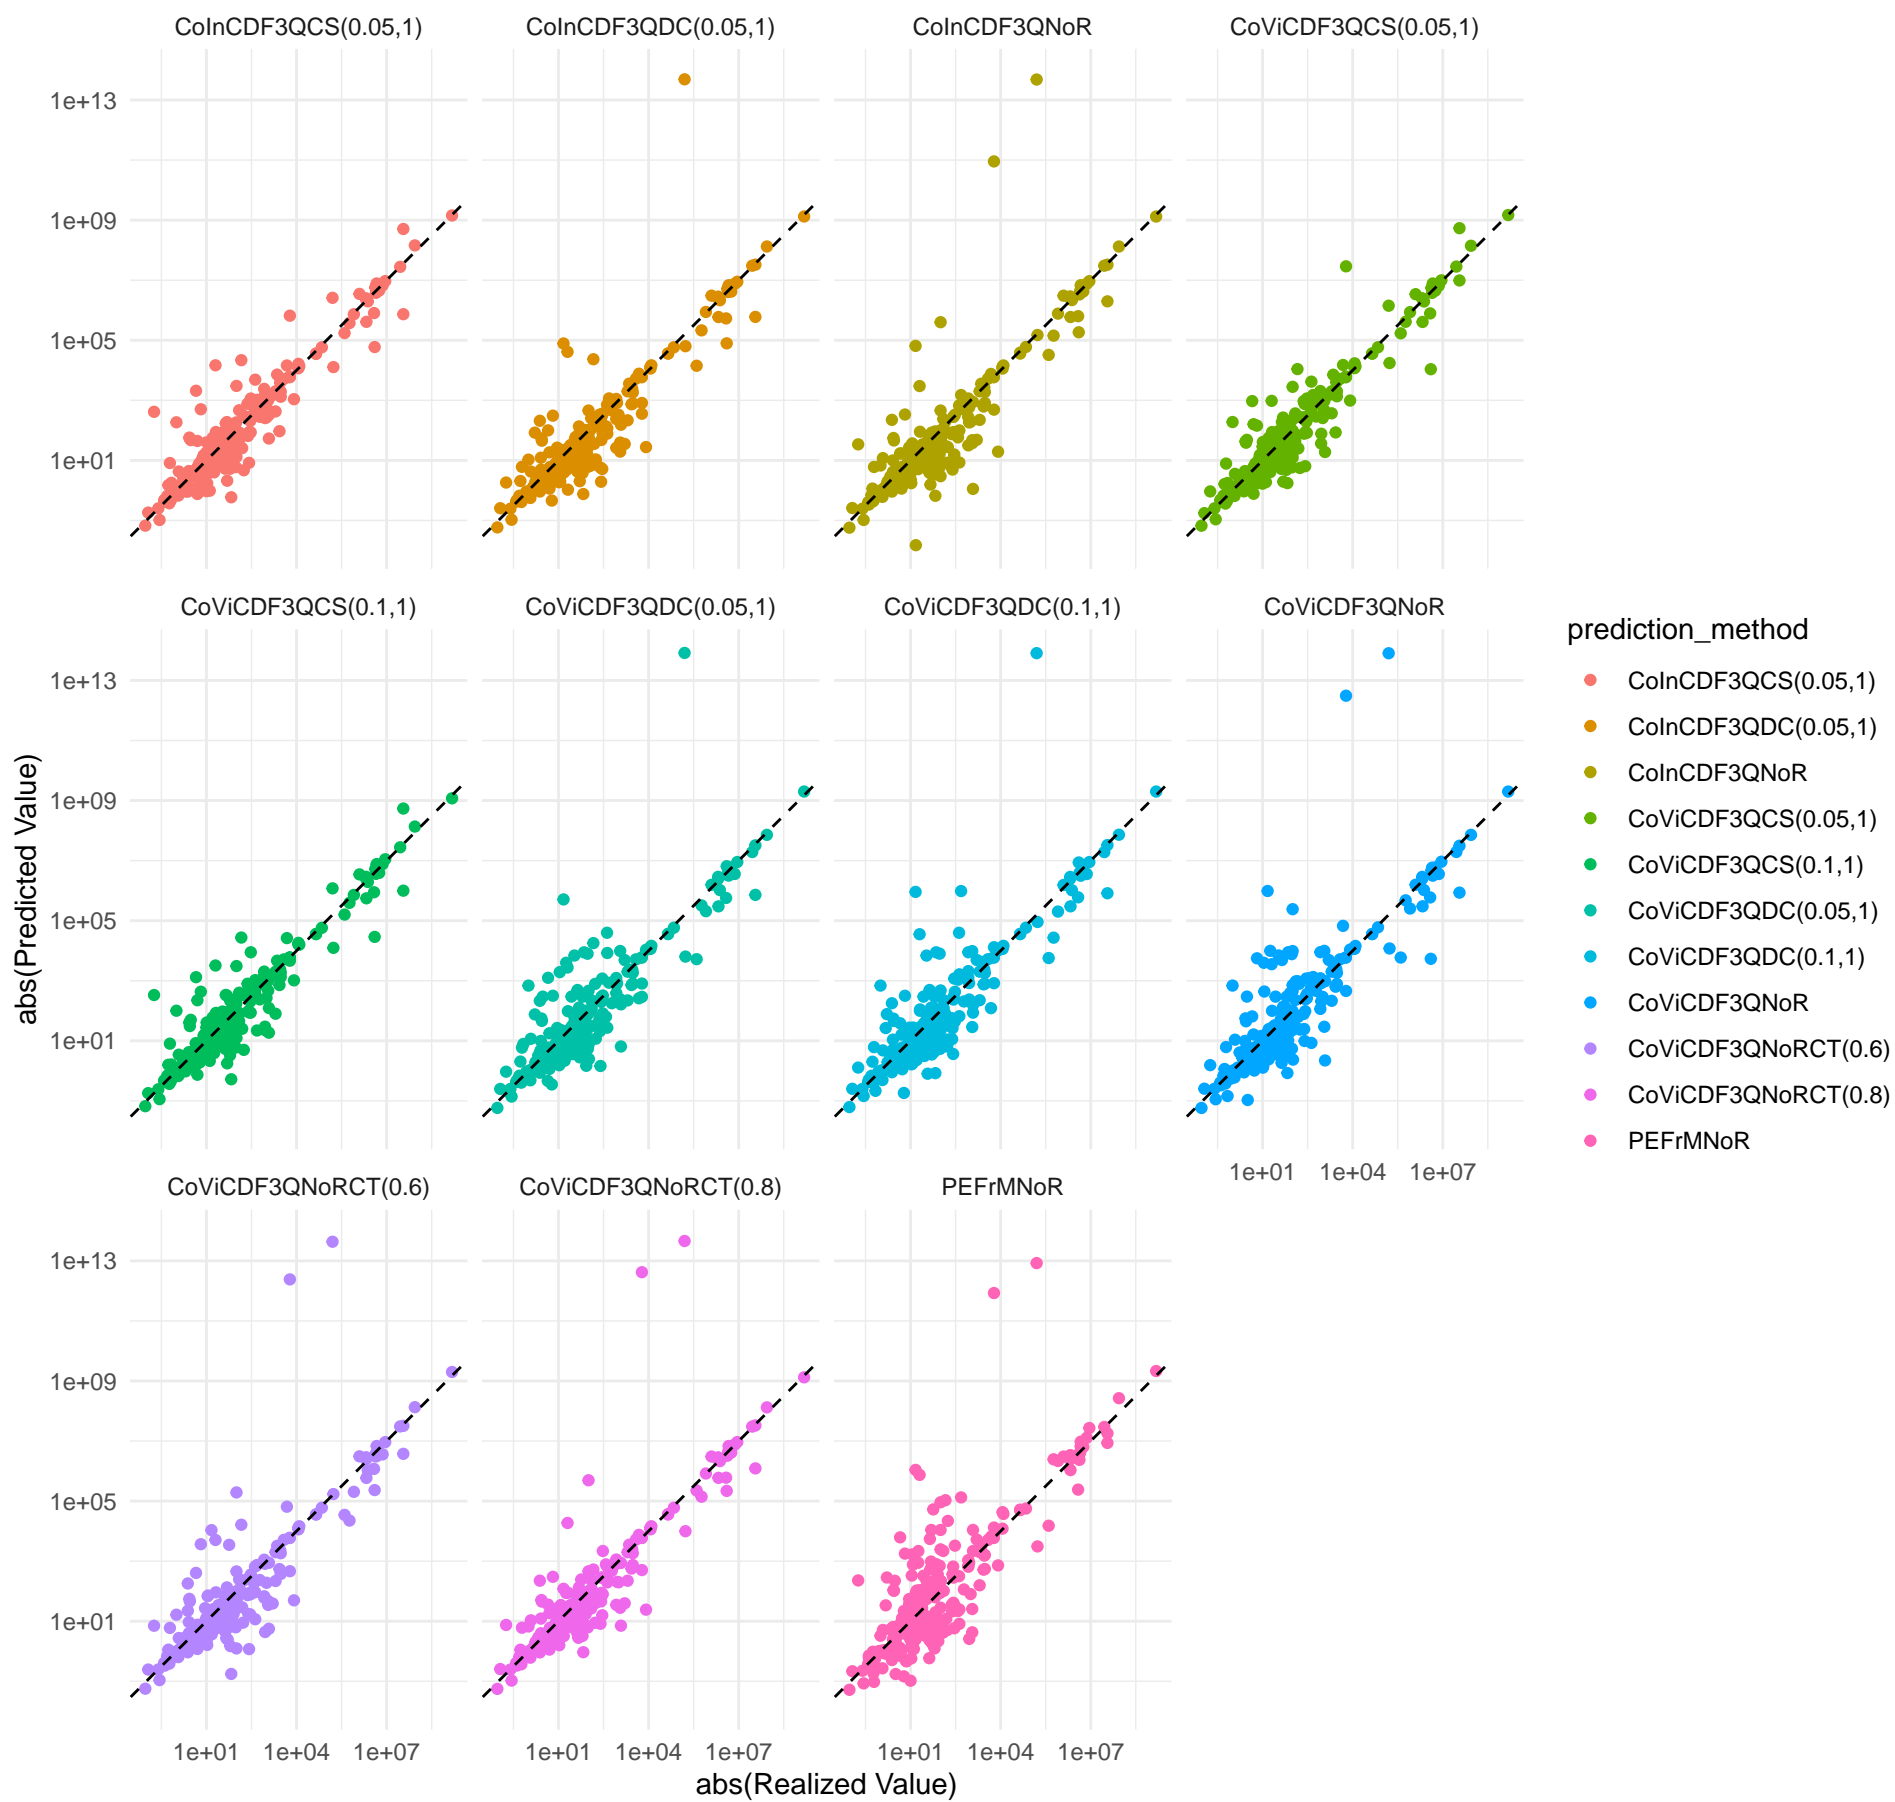 CoInCDF3QCS(0.05,1)
CoInCDF3QDC(0.05,1)
CoInCDF3QNoR
CoViCDF3QCS(0.05,1)
1e+13
1e+09
1e+05
1e+01
CoViCDF3QCS(0.1,1)
CoViCDF3QDC(0.05,1)
CoViCDF3QDC(0.1,1)
CoViCDF3QNoR
1e+13
1e+09
1e+05
1e+01
1e+01 1e+04 1e+07
CoViCDF3QNoRCT(0.6)
CoViCDF3QNoRCT(0.8)
PEFrMNoR
1e+13
1e+09
1e+05
1e+01
1e+01 1e+04 1e+07
1e+01 1e+04 1e+07
1e+01 1e+04 1e+07
abs(Realized Value)
abs(Predicted Value)
prediction_method
CoInCDF3QCS(0.05,1)
CoInCDF3QDC(0.05,1)
CoInCDF3QNoR
CoViCDF3QCS(0.05,1)
CoViCDF3QCS(0.1,1)
CoViCDF3QDC(0.05,1)
CoViCDF3QDC(0.1,1)
CoViCDF3QNoR
CoViCDF3QNoRCT(0.6)
CoViCDF3QNoRCT(0.8)
PEFrMNoR